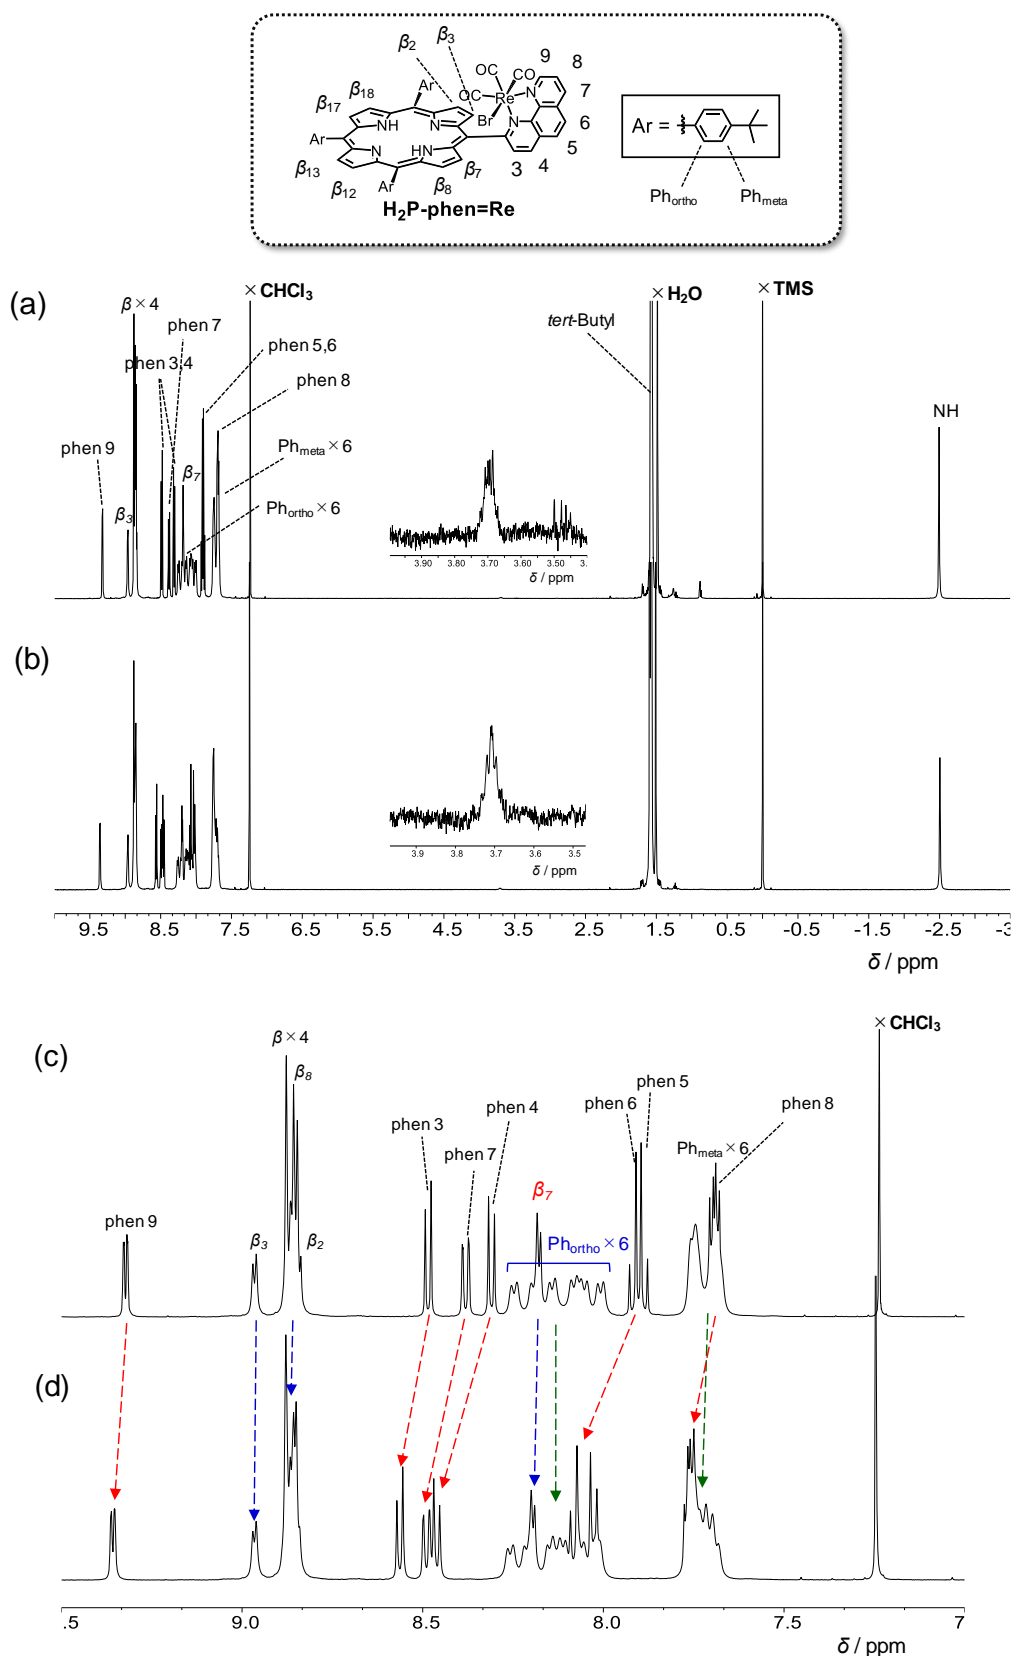 β2
β3
9
8
OC
CO
Ar
β18
N
7
β17
OC
Re
NH
N
Br
6
Ar
N
Ar =
N
HN
5
β13
β7
3
4
Ar
β12
β8
Phortho
Phmeta
H2P-phen=Re
(a)
β × 4
× CHCl3
× H2O
× TMS
phen 7
tert-Butyl
phen 3,4
phen 5,6
phen 8
NH
phen 9
Phmeta × 6
β7
Phortho × 6
β3
3.90 3.80 3.70 3.60 3.50 3.
δ / ppm
(b)
3.9 3.8 3.7 3.6 3.5
δ / ppm
9.5 8.5 7.5 6.5 5.5 4.5 3.5 2.5 1.5 0.5 -0.5 -1.5 -2.5 -3
δ / ppm
(c)
β × 4
× CHCl3
β8
phen 5
phen 6
phen 3
phen 4
phen 8
phen 7
Phmeta × 6
β7
phen 9
β3
β2
Phortho × 6
(d)
.5 9.0 8.5 8.0 7.5 7
δ / ppm